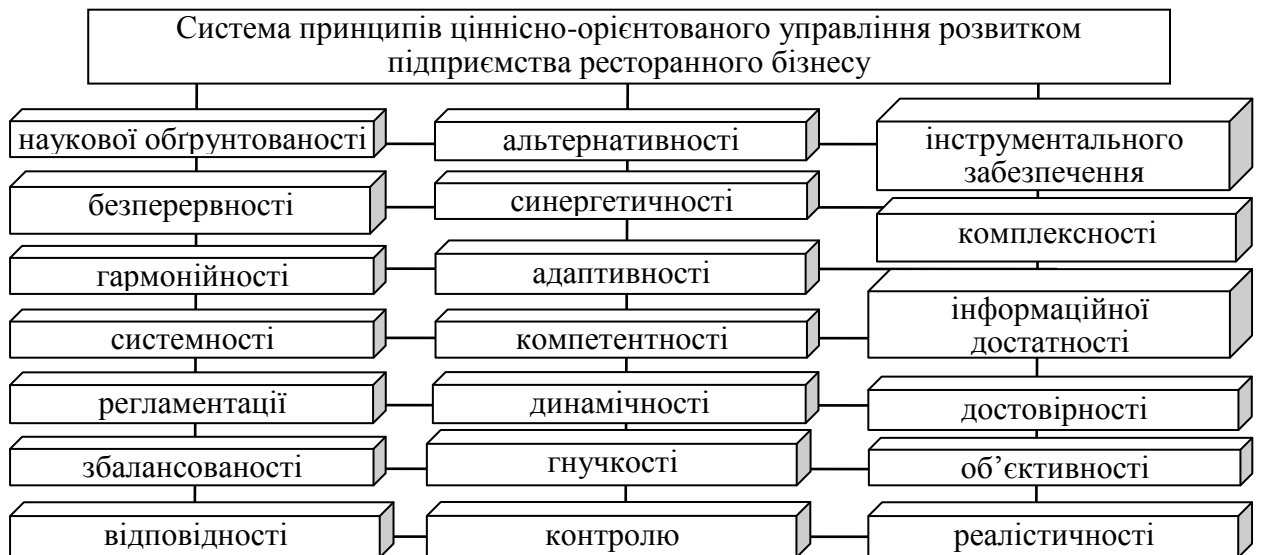 Система принципів ціннісно-орієнтованого управління розвитком
підприємства ресторанного бізнесу
наукової обґрунтованості
альтернативності
інструментального
забезпечення
безперервності
синергетичності
комплексності
гармонійності
адаптивності
інформаційної
достатності
системності
компетентності
регламентації
динамічності
достовірності
збалансованості
гнучкості
об’єктивності
відповідності
контролю
реалістичності